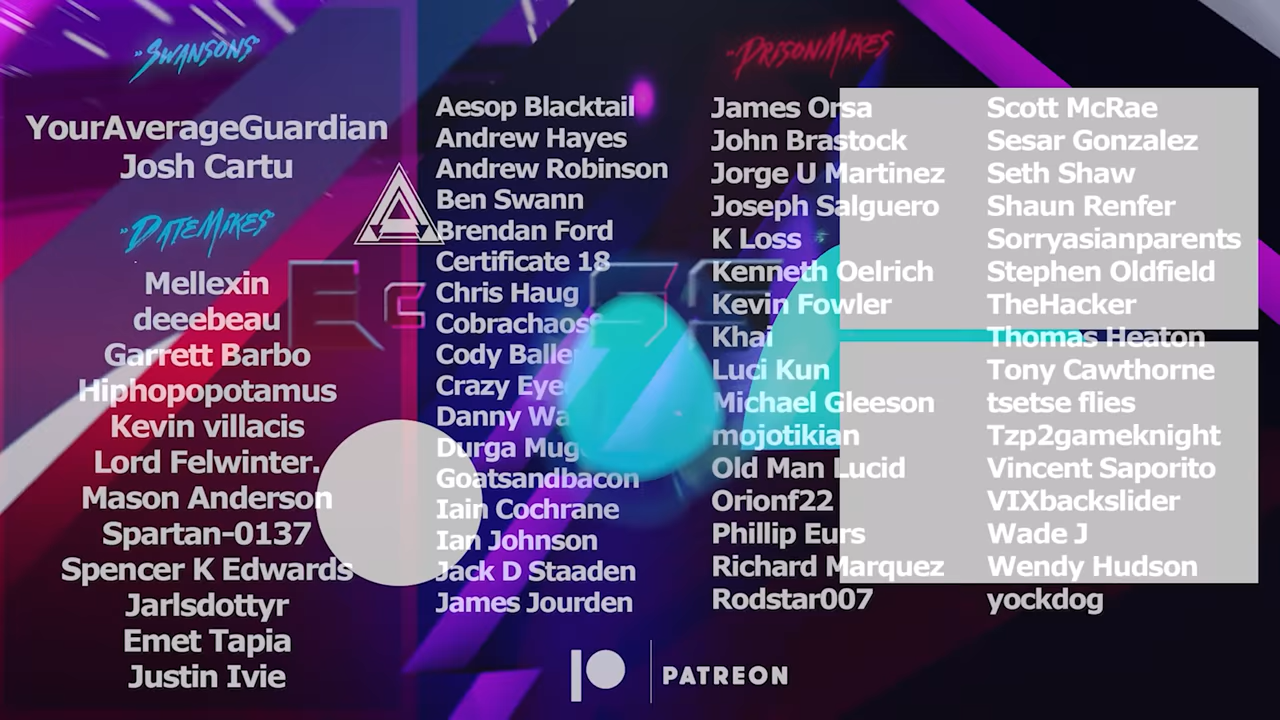 "Swansons"
YourAverageGuardian
Josh Cartu
"DateMikes"
Mellexin
deeebeau
Garrett Barbo
Hiphopopotamus
Kevin villacis
Lord Felwinter.
Mason Anderson
Spartan-0137
Spencer K Edwards
Jarlsdottyr
Emet Tapia
Justin Ivie
"PrisonMikes"
Aesop Blacktail
Andrew Hayes
Andrew Robinson
Ben Swann
Brendan Ford
Certificate 18
Chris Haug
Cobrachaos
Cody
Crazy
Danny
Durga
Goatsandbacon
Iain Cochrane
Ian Johnson
Jack D Staaden
James Jourden
James Orsa
John Brastock
Jorge U Martinez
Joseph Salguero
K Loss
Kenneth Oelrich
Kevin Fowler
Khai
Luci Kun
Michael Gleeson
mojotikian
Old Man Lucid
Orionf22
Phillip Eurs
Richard Marquez
Rodstar007
Scott McRae
Sesar Gonzalez
Seth Shaw
Shaun Renfer
Sorryasianparents
Stephen Oldfield
TheHacker
Thomas Heaton
Tony Cawthorne
tsetse flies
Tzp2gameknight
Vincent Saporito
VIXbackslider
Wade J
Wendy Hudson
yockdog
PATREON